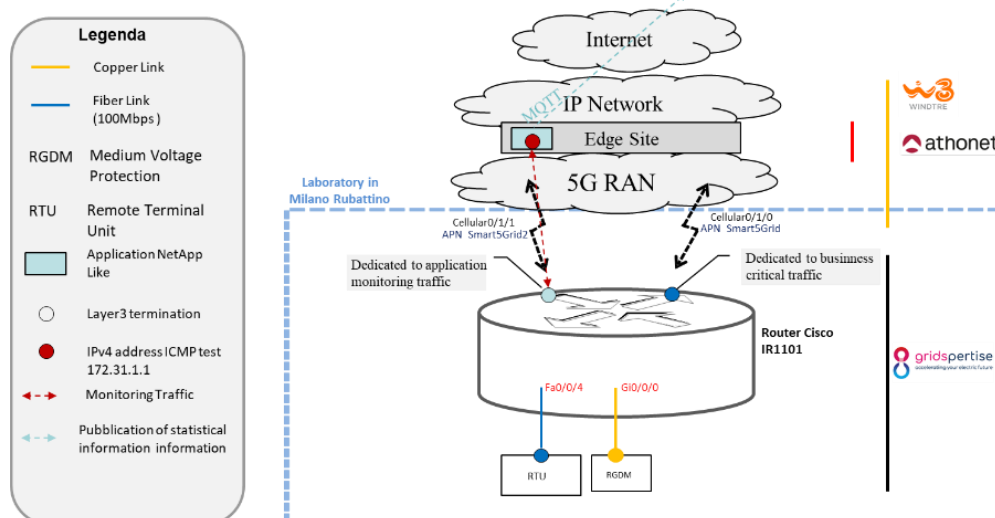 Legenda
Copper Link
Fiber Link
(100Mbps)
RGDM
Medium Voltage
Protection
RTU
Remote Terminal
Unit
Application NetApp
Like
Layer3 termination
IPv4 address ICMP test
172.31.1.1
Monitoring Traffic
Pubblication of statistical
information information
Internet
MQTT
IP Network
Edge Site
5G RAN
Laboratory in
Milano Rubattino
Cellular0/1/1
APN Smart5Grid2
Cellular0/1/0
APN Smart5Grid
Dedicated to application
monitoring traffic
Dedicated to businness
critical traffic
Router Cisco
IR1101
Fa0/0/4
Gi0/0/0
RTU
RGDM
W3
WINDTRE
athonet
gridspertise
accelerating your electric future